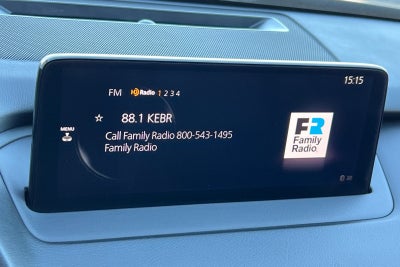 15:15
FM HD Radio 1 2 3 4
☆ 88.1 KEBR
MENU
Call Family Radio 800-543-1495
Family Radio
FR
Family
Radio